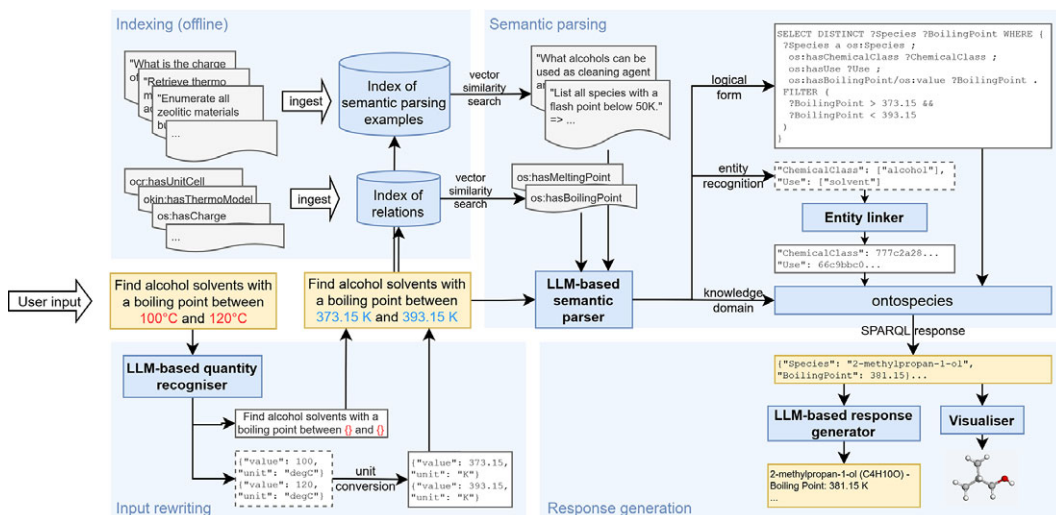 Indexing (offline)
"What is the charge
of
"Retrieve thermo
m
ac
"Enumerate all
zeolitic materials
bu
...
ingest
Index of
semantic parsing
examples
vector
similarity
search
ocr:hasUnitCell
okin:hasThermoModel
os:hasCharge
...
ingest
Index of
relations
vector
similarity
search
Semantic parsing
"What alcohols can
be used as cleaning agent
an
"List all species with a
flash point below 50K."
=> ...
os:hasMeltingPoint
os:hasBoilingPoint
LLM-based
semantic
parser
logical
form
SELECT DISTINCT ?Species ?BoilingPoint WHERE {
?Species a os:Species ;
os:hasChemicalClass ?ChemicalClass ;
os:hasUse ?Use ;
os:hasBoilingPoint/os:value ?BoilingPoint .
FILTER (
?BoilingPoint > 373.15 &&
?BoilingPoint < 393.15
)
}
entity
recognition
"ChemicalClass": ["alcohol"],
"Use": ["solvent"]
Entity linker
"ChemicalClass": 777c2a28...
"Use": 66c9bbc0...
knowledge
domain
ontospecies
SPARQL response
User input
Find alcohol solvents with
a boiling point between
100°C and 120°C
Find alcohol solvents with
a boiling point between
373.15 K and 393.15 K
LLM-based quantity
recogniser
Find alcohol solvents with a
boiling point between {} and {}
{"value": 100,
"unit": "degC"}
{"value": 120,
"unit": "degC"}
unit
conversion
{"value": 373.15,
"unit": "K"}
{"value": 393.15,
"unit": "K"}
Input rewriting
{"Species": "2-methylpropan-1-ol",
"BoilingPoint": 381.15}...
LLM-based response
generator
Visualiser
2-methylpropan-1-ol (C4H10O) -
Boiling Point: 381.15 K
...
Response generation